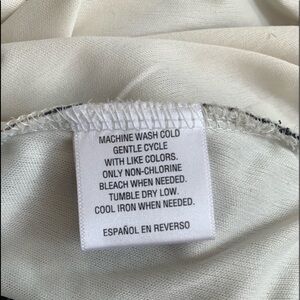 MACHINE WASH COLD
GENTLE CYCLE
WITH LIKE COLORS.
ONLY NON-CHLORINE
BLEACH WHEN NEEDED.
TUMBLE DRY LOW.
COOL IRON WHEN NEEDED.
ESPAÑOL EN REVERSO